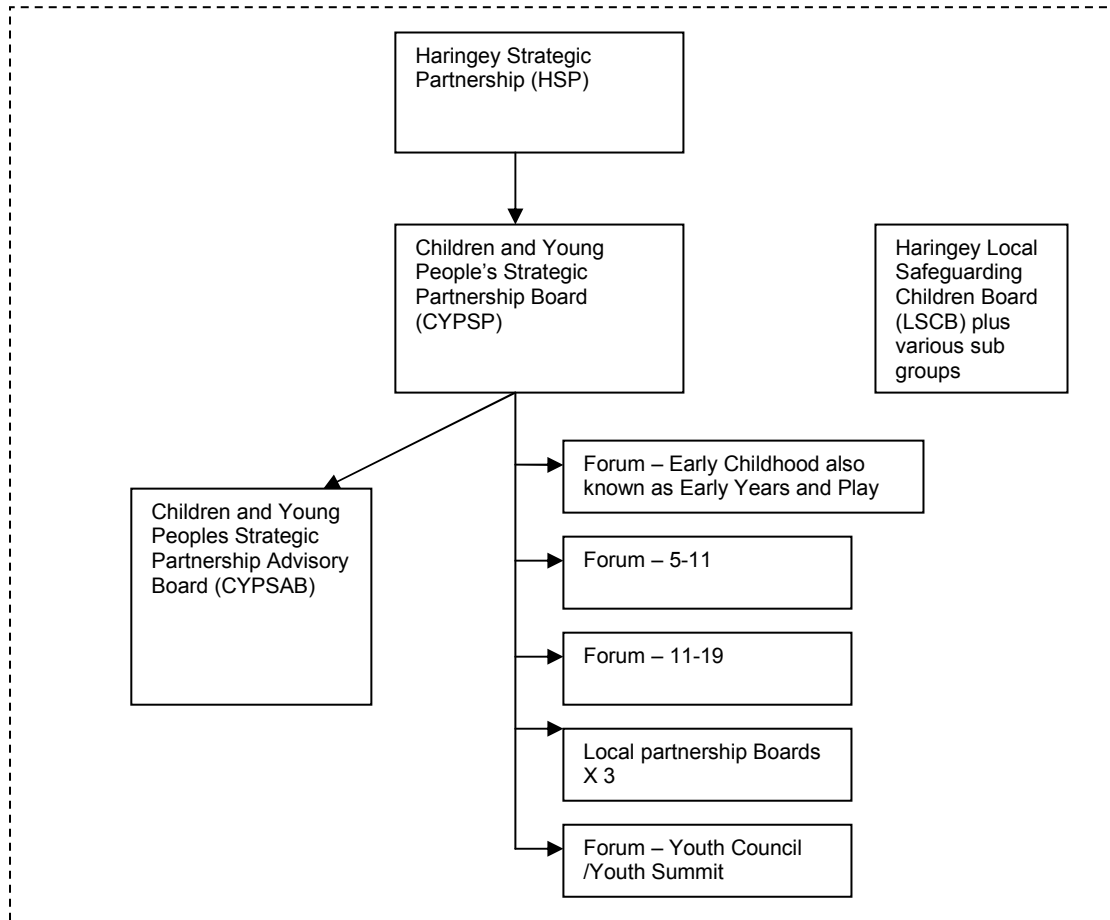 Haringey Strategic
Partnership (HSP)
Children and Young
People’s Strategic
Partnership Board
(CYPSP)
Haringey Local
Safeguarding
Children Board
(LSCB) plus
various sub
groups
Forum – Early Childhood also
known as Early Years and Play
Children and Young
Peoples Strategic
Partnership Advisory
Board (CYPSAB)
Forum – 5-11
Forum – 11-19
Local partnership Boards
X 3
Forum – Youth Council
/Youth Summit